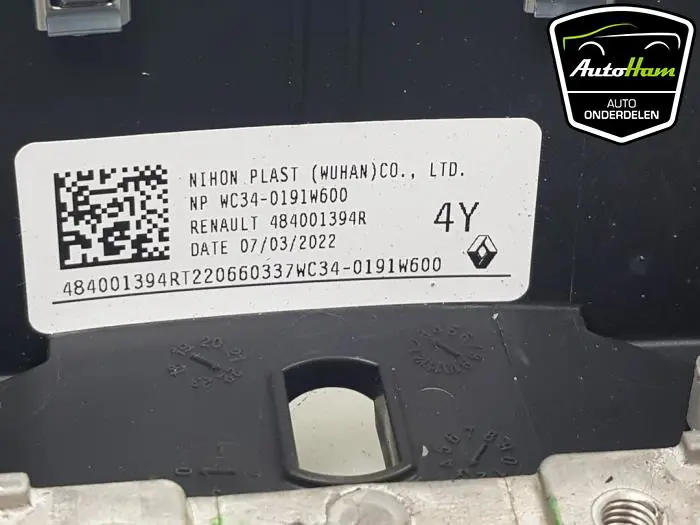 AutoHam
AUTO
ONDERDELEN
NIHON PLAST (WUHAN)CO., LTD.
NP WC34-0191W600
RENAULT 484001394R
4Y
DATE 07/03/2022
484001394RT220660337WC34-0191W600